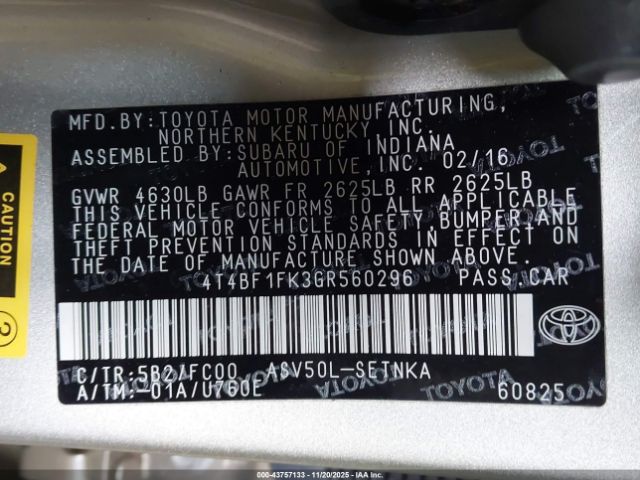 MFD.BY: TOYOTA MOTOR MANUFACTURING,
NORTHERN KENTUCKY, INC.
ASSEMBLED BY: SUBARU OF INDIANA
AUTOMOTIVE, INC. 02/16
GVWR 4630LB GAWR FR 2625LB RR 2625LB
THIS VEHICLE CONFORMS TO ALL APPLICABLE
FEDERAL MOTOR VEHICLE SAFETY, BUMPER AND
THEFT PREVENTION STANDARDS IN EFFECT ON
THE DATE OF MANUFACTURE SHOWN ABOVE.
4T4BF1FK3GR560296 PASS CAR
C/TR:5B2/FC00 ASV50L-SETNKA
A/TM:-01A/U760E
60825
CAUTION
000-43757133 - 11/20/2025 - IAAI.COM